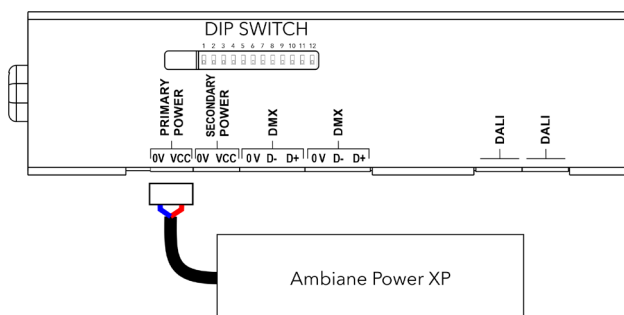 DIP SWITCH
1 2 3 4 5 6 7 8 9 10 11 12
PRIMARY
POWER
SECONDARY
POWER
DMX
DMX
DALI
DALI
0V VCC 0V VCC 0V D- D+ 0V D- D+
Ambiane Power XP